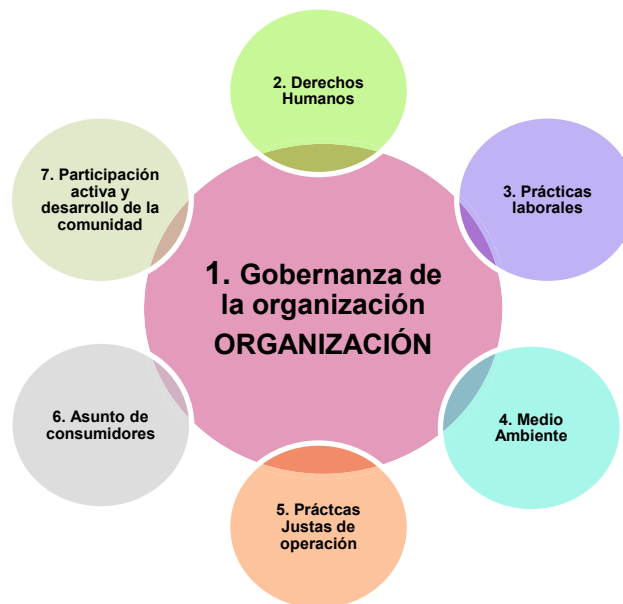 1. Gobernanza de
la organización
ORGANIZACIÓN
2. Derechos
Humanos
3. Prácticas
laborales
4. Medio
Ambiente
5. Práctcas
Justas de
operación
6. Asunto de
consumidores
7. Participación
activa y
desarrollo de la
comunidad